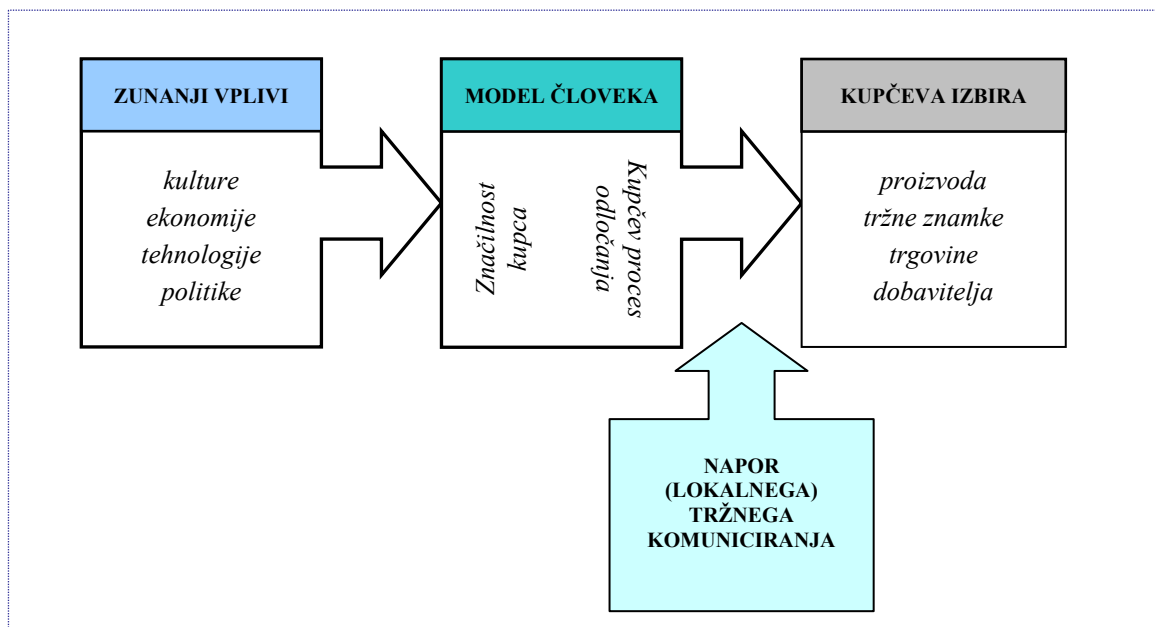 ZUNANJI VPLIVI
kulture
ekonomije
tehnologije
politike
MODEL ČLOVEKA
Značilnost
kupca
Kupčev proces
odločanja
KUPČEVA IZBIRA
proizvoda
tržne znamke
trgovine
dobavitelja
NAPOR
(LOKALNEGA)
TRŽNEGA
KOMUNICIRANJA